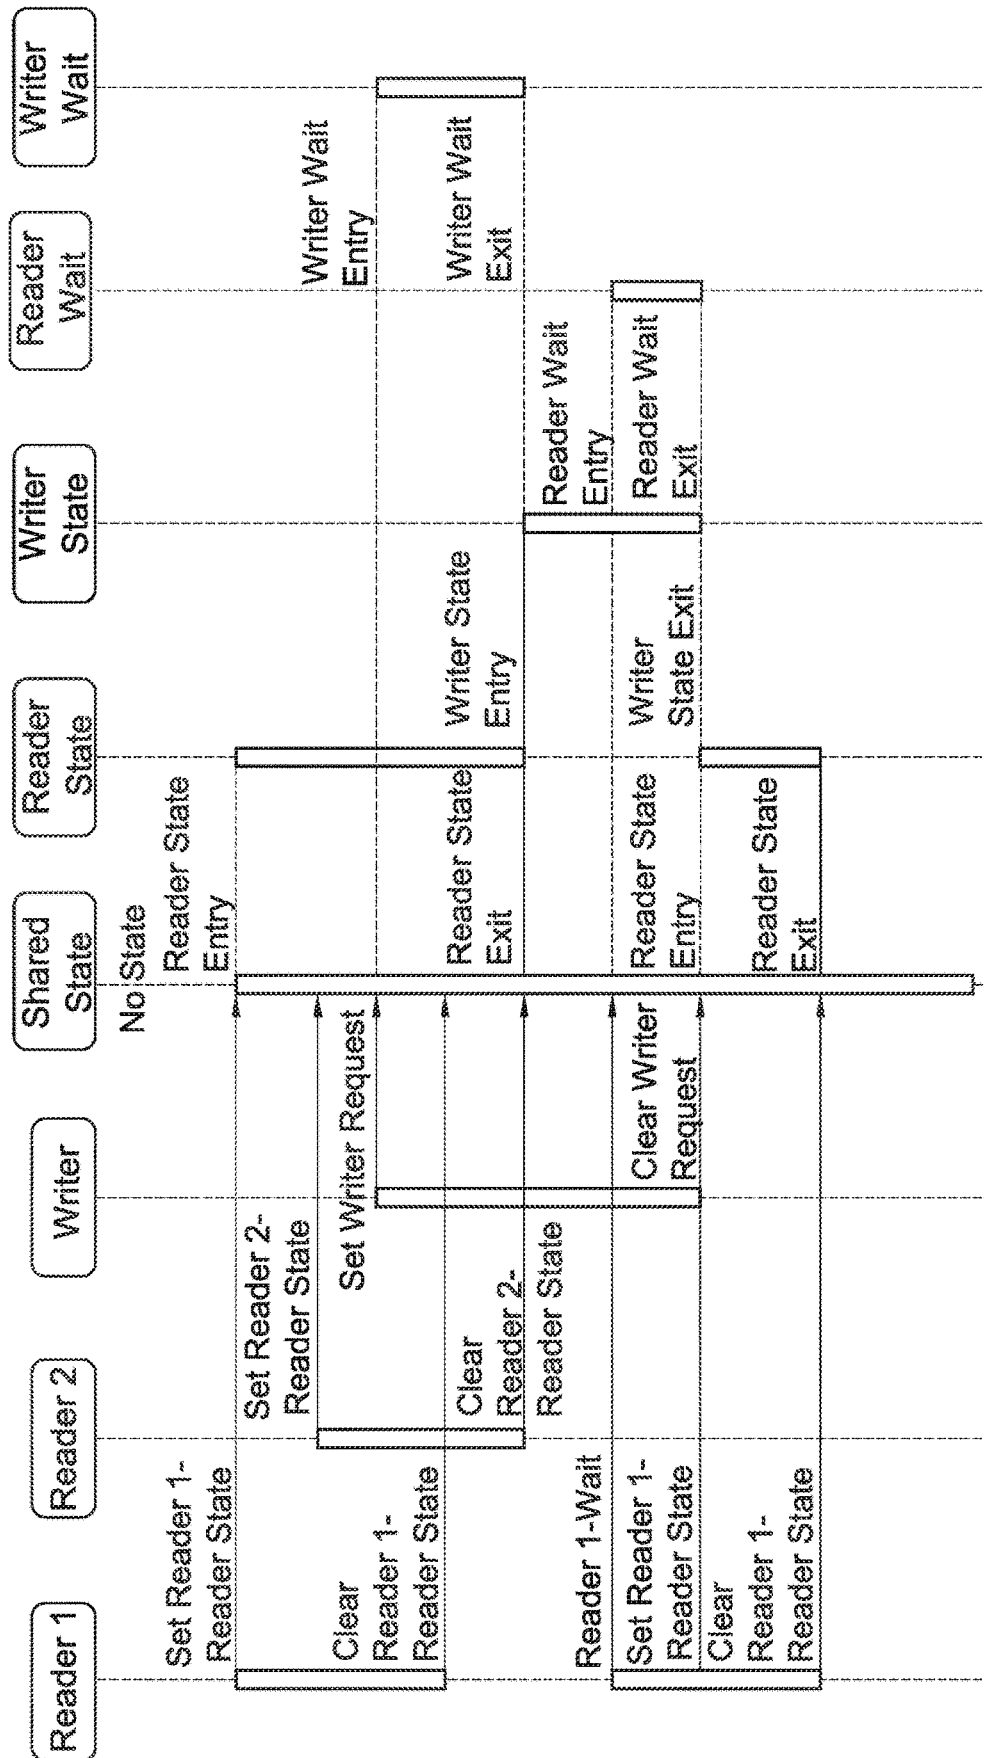 Reader 1
Reader 2
Writer
Shared
State
Reader
State
Writer
State
Reader
Wait
Writer
Wait
No State
Set Reader 1-
Reader State
Reader State
Entry
Set Reader 2-
Reader State
Set Writer Request
Writer Wait
Entry
Clear
Reader 1-
Reader State
Clear
Reader 2-
Reader State
Reader State
Exit
Writer State
Entry
Writer Wait
Exit
Reader 1-Wait
Reader Wait
Entry
Set Reader 1-
Reader State
Clear Writer
Request
Reader State
Entry
Writer
State Exit
Reader Wait
Exit
Clear
Reader 1-
Reader State
Reader State
Exit